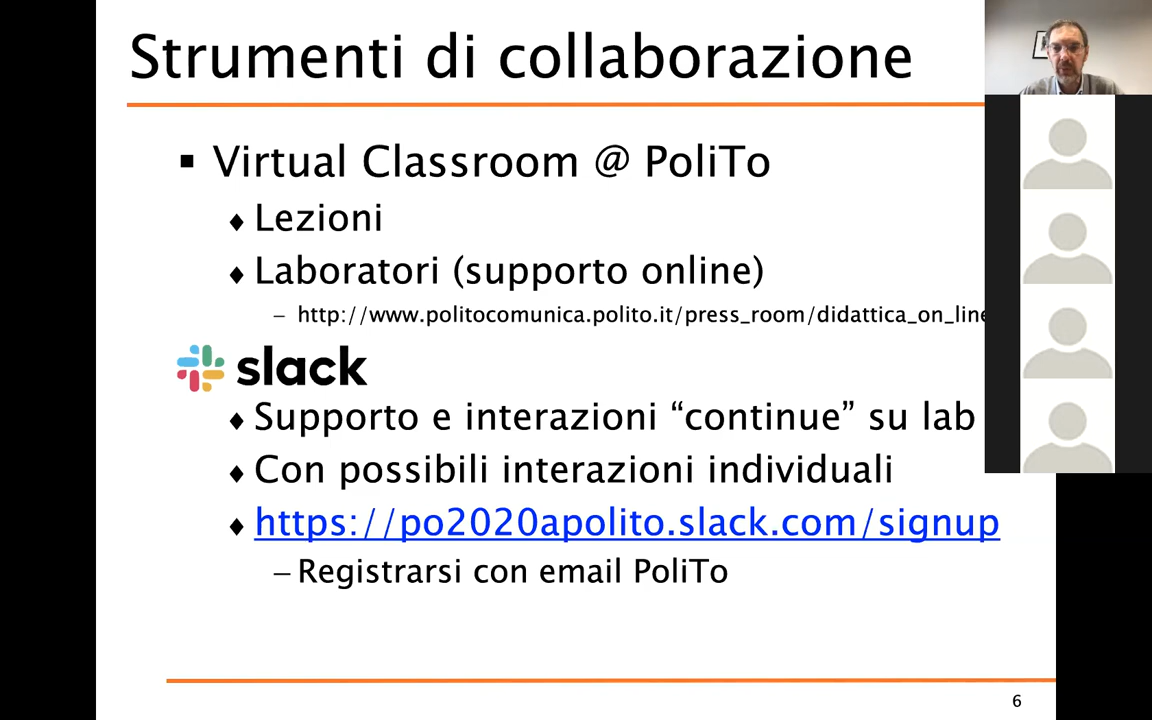 Strumenti di collaborazione
Virtual Classroom @ PoliTo
Lezioni
Laboratori (supporto online)
– http://www.politocomunica.polito.it/press_room/didattica_on_line
slack
Supporto e interazioni “continue” su lab
Con possibili interazioni individuali
https://po2020apolito.slack.com/signup
– Registrarsi con email PoliTo
6